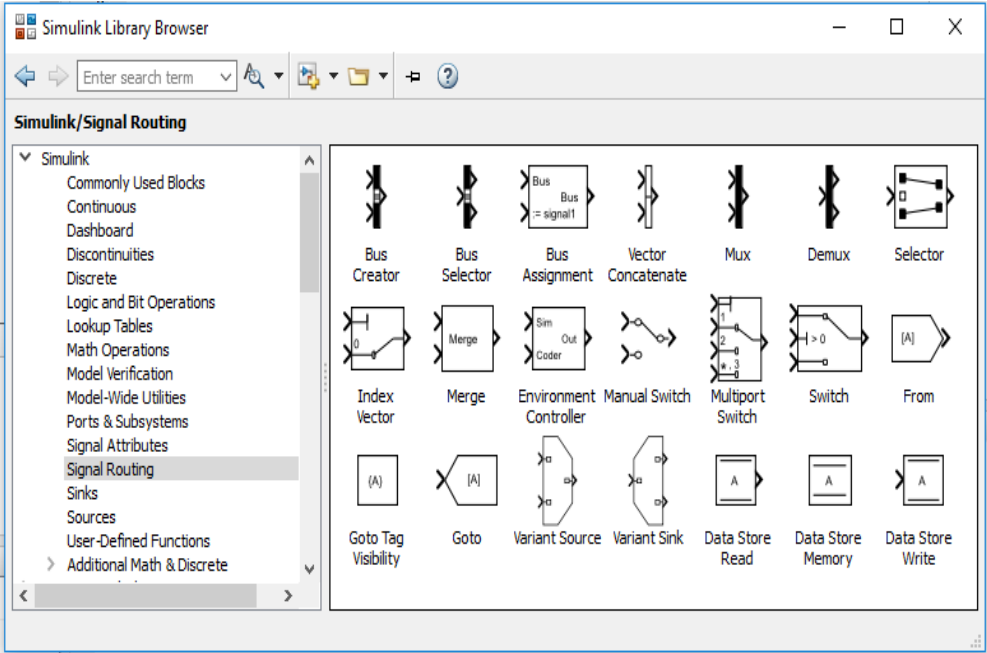 Simulink Library Browser
Enter search term
Simulink/Signal Routing
Simulink
Commonly Used Blocks
Continuous
Dashboard
Discontinuities
Discrete
Logic and Bit Operations
Lookup Tables
Math Operations
Model Verification
Model-Wide Utilities
Ports & Subsystems
Signal Attributes
Signal Routing
Sinks
Sources
User-Defined Functions
Additional Math & Discrete
Bus
Bus
:= signal1
Bus
Creator
Bus
Selector
Bus
Assignment
Vector
Concatenate
Mux
Demux
Selector
0
Merge
Sim
Out
Coder
1
2
*, 3
> 0
[A]
Index
Vector
Merge
Environment
Controller
Manual Switch
Multiport
Switch
Switch
From
{A}
[A]
A
A
A
Goto Tag
Visibility
Goto
Variant Source
Variant Sink
Data Store
Read
Data Store
Memory
Data Store
Write